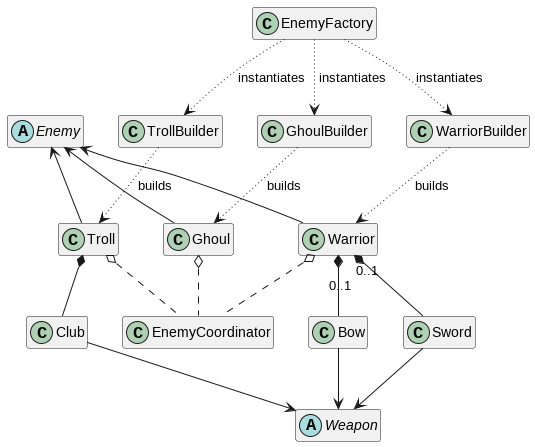 C EnemyFactory
instantiates instantiates instantiates
A Enemy C TrollBuilder C GhoulBuilder C WarriorBuilder
builds builds builds
C Troll C Ghoul C Warrior
0..1
0..1
C Club C EnemyCoordinator C Bow C Sword
A Weapon